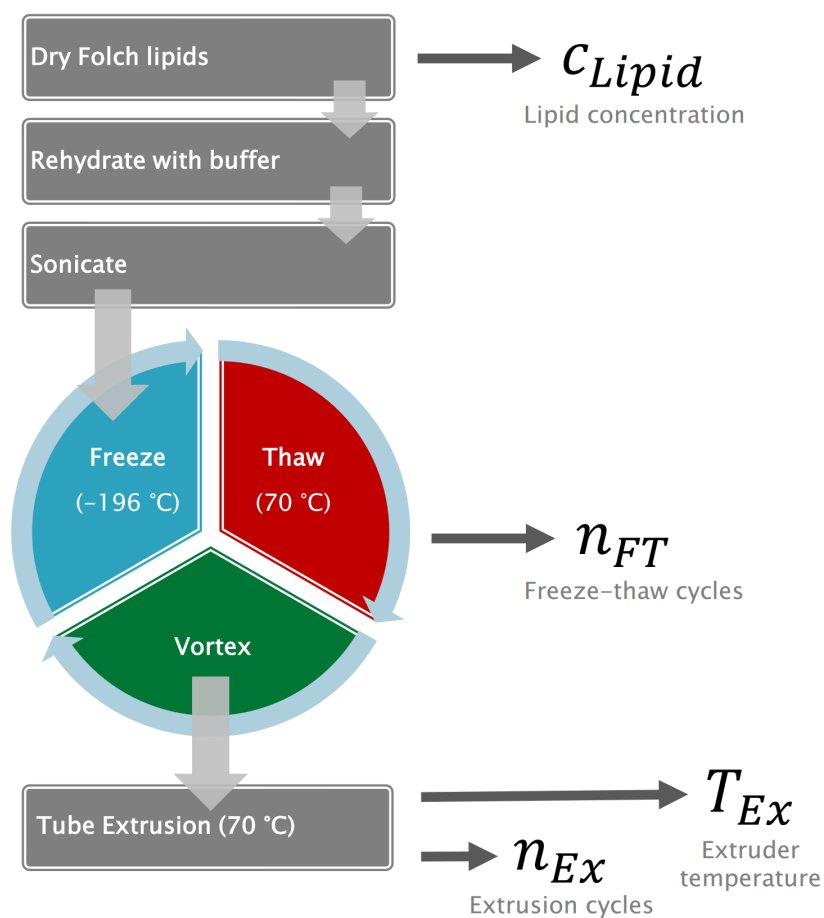 Dry Folch lipids
c_Lipid
Lipid concentration
Rehydrate with buffer
Sonicate
Freeze
(-196 °C)
Thaw
(70 °C)
n_FT
Freeze-thaw cycles
Vortex
Tube Extrusion (70 °C)
T_Ex
Extruder
temperature
n_Ex
Extrusion cycles